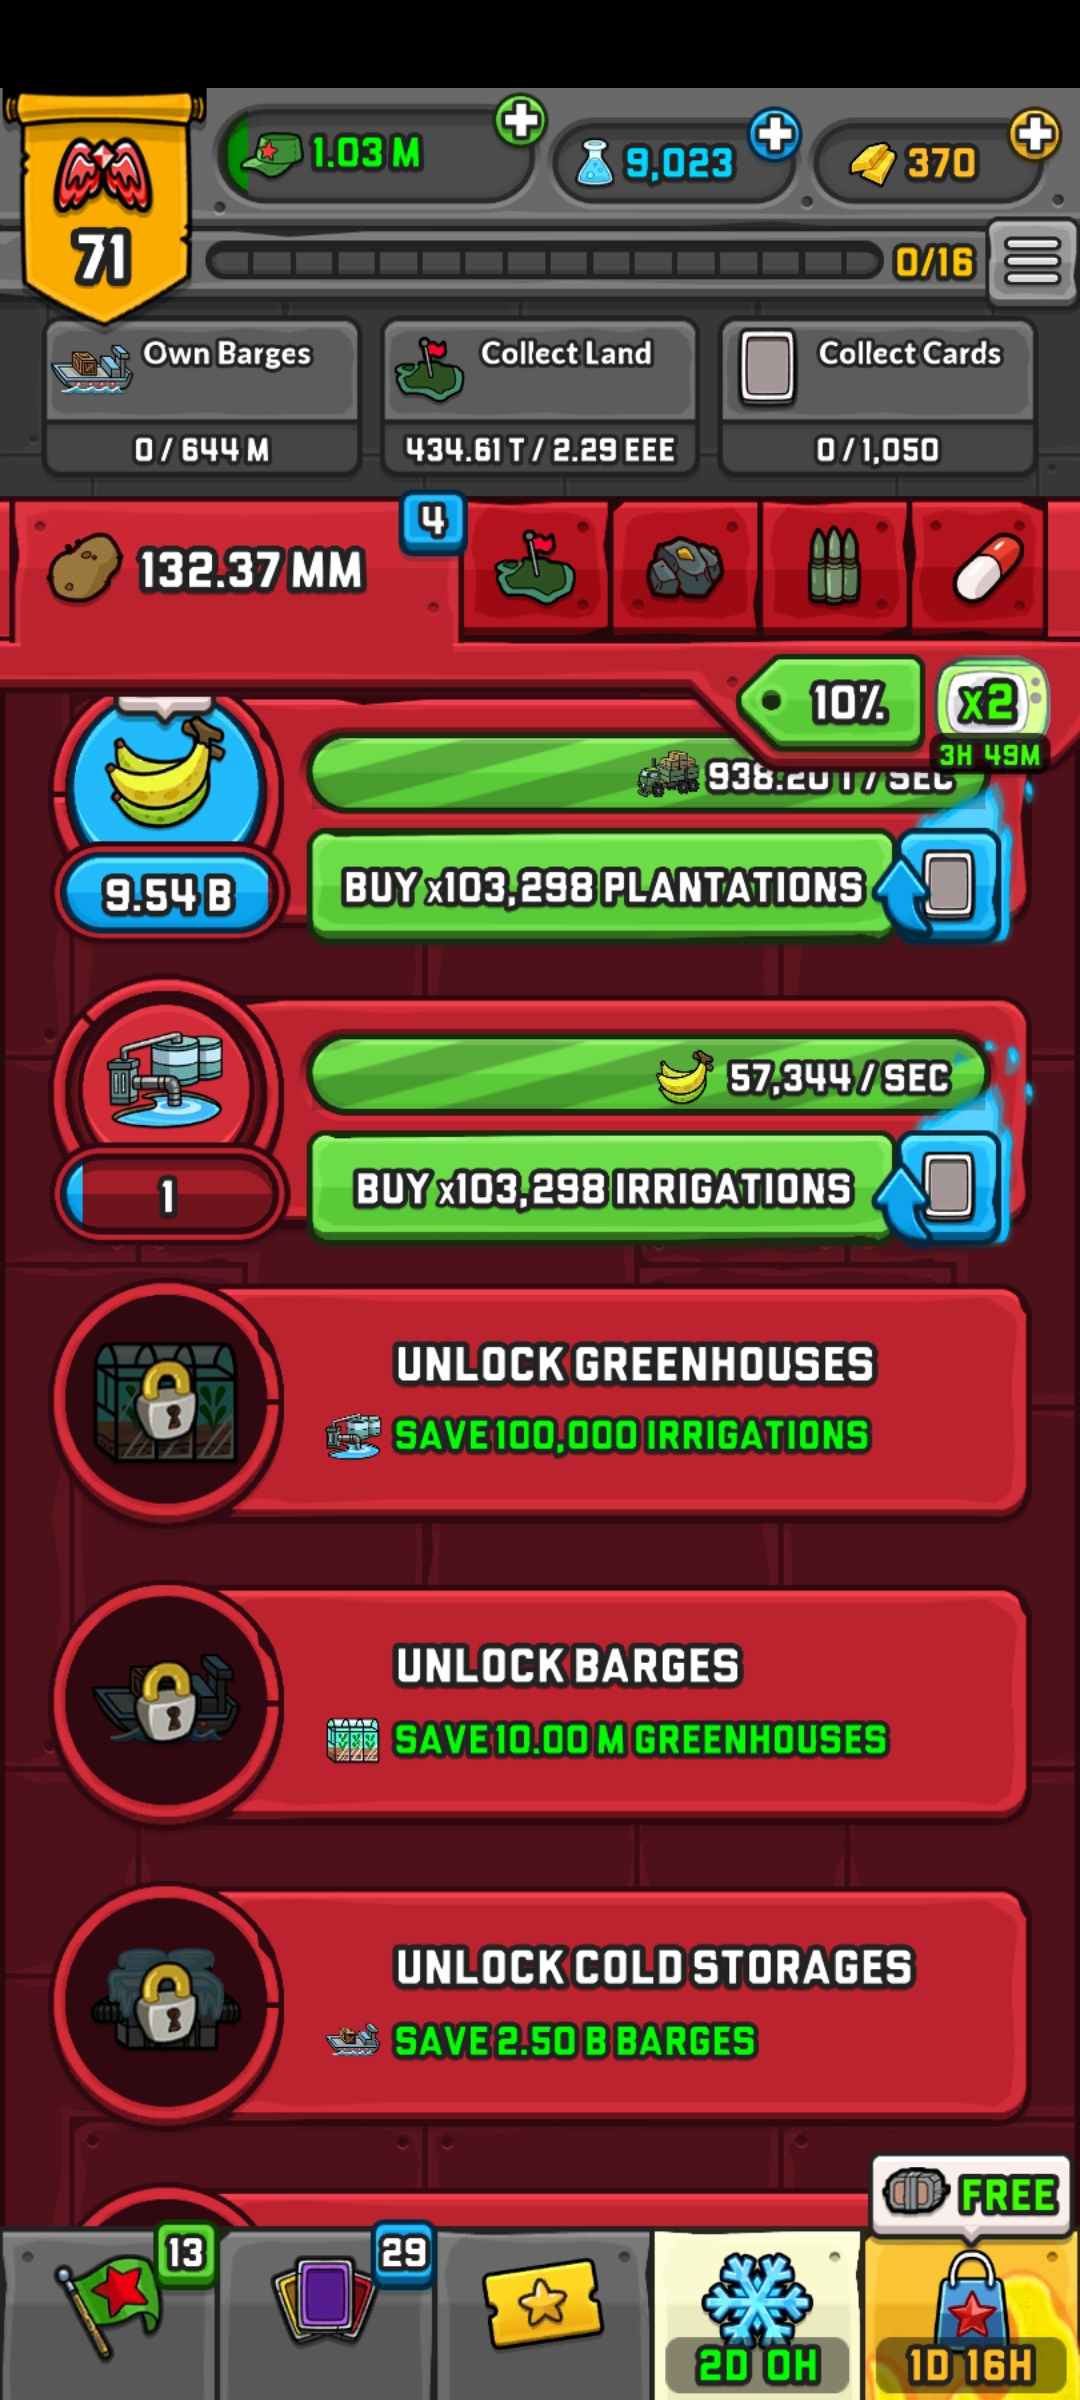 1.03 M
9,023
370
71
0/16
Own Barges
Collect Land
Collect Cards
0 / 644 M
434.61 T / 2.29 EEE
0 / 1,050
132.37 MM
4
10%
x2
3H 49M
938.20 T / SEC
9.54 B
BUY x103,298 PLANTATIONS
57,344 / SEC
1
BUY x103,298 IRRIGATIONS
UNLOCK GREENHOUSES
SAVE 100,000 IRRIGATIONS
UNLOCK BARGES
SAVE 10.00 M GREENHOUSES
UNLOCK COLD STORAGES
SAVE 2.50 B BARGES
FREE
13
29
2D 0H
1D 16H